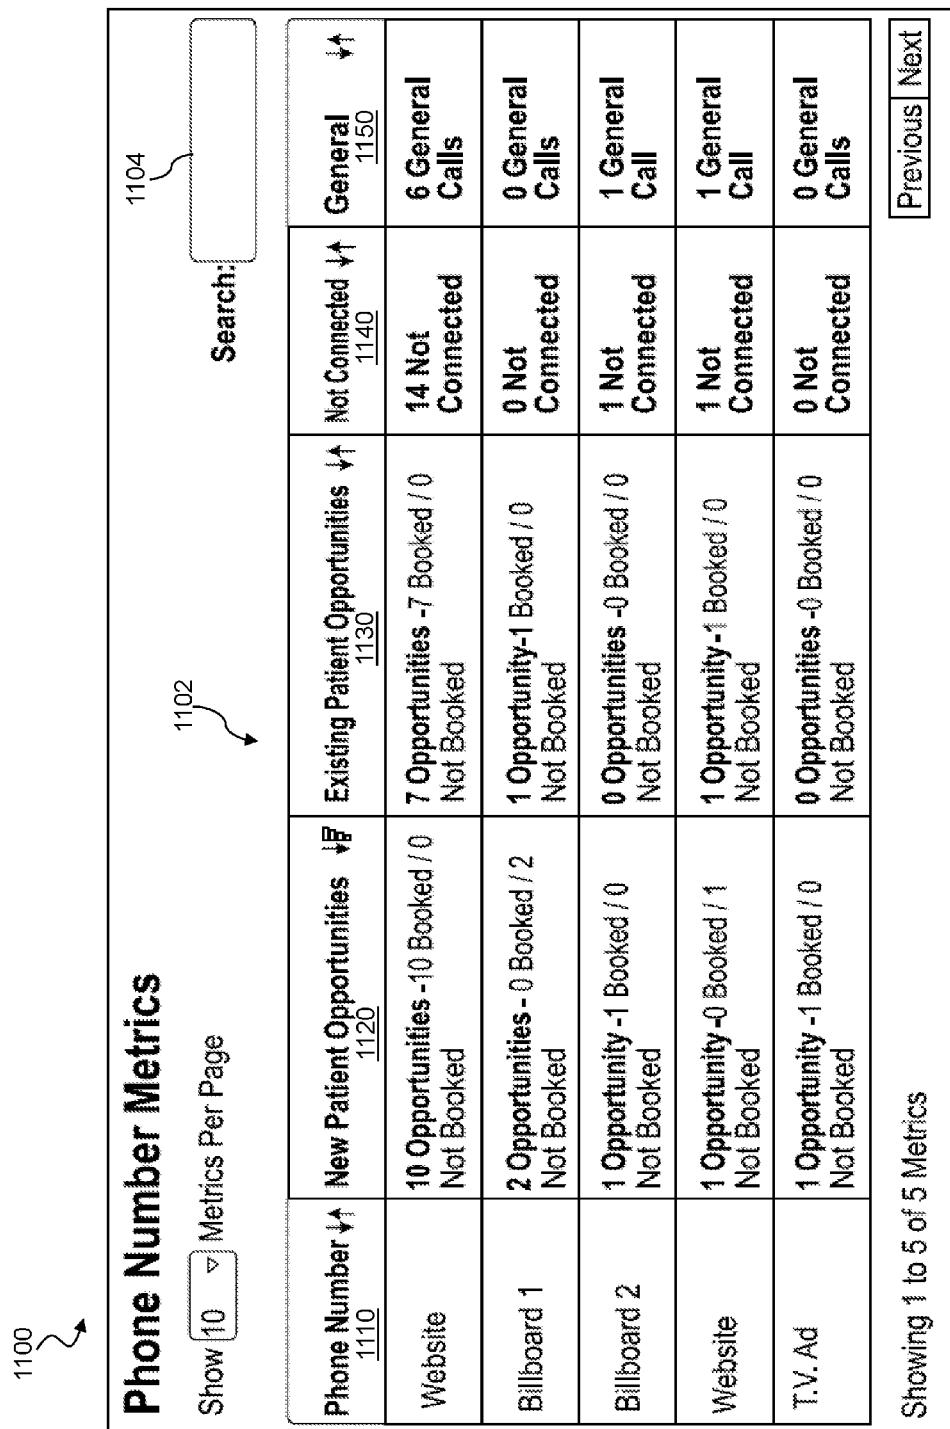 1100
Phone Number Metrics
1104
Show 10 Metrics Per Page
Search:
1102
Phone Number
1110
New Patient Opportunities
1120
Existing Patient Opportunities
1130
Not Connected
1140
General
1150
Website
10 Opportunities -10 Booked / 0
Not Booked
7 Opportunities -7 Booked / 0
Not Booked
14 Not
Connected
6 General
Calls
Billboard 1
2 Opportunities - 0 Booked / 2
Not Booked
1 Opportunity-1 Booked / 0
Not Booked
0 Not
Connected
0 General
Calls
Billboard 2
1 Opportunity -1 Booked / 0
Not Booked
0 Opportunities -0 Booked / 0
Not Booked
1 Not
Connected
1 General
Call
Website
1 Opportunity -0 Booked / 1
Not Booked
1 Opportunity-1 Booked / 0
Not Booked
1 Not
Connected
1 General
Call
T.V. Ad
1 Opportunity -1 Booked / 0
Not Booked
0 Opportunities -0 Booked / 0
Not Booked
0 Not
Connected
0 General
Calls
Showing 1 to 5 of 5 Metrics
Previous Next